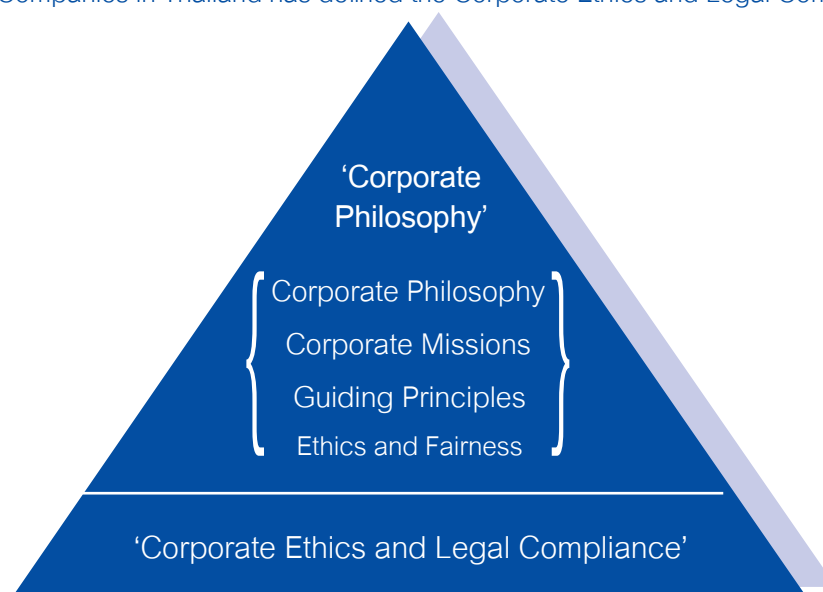 Companies in Thailand has defined the Corporate Ethics and Legal
‘Corporate
Philosophy’
Corporate Philosophy
Corporate Missions
Guiding Principles
Ethics and Fairness
‘Corporate Ethics and Legal Compliance’